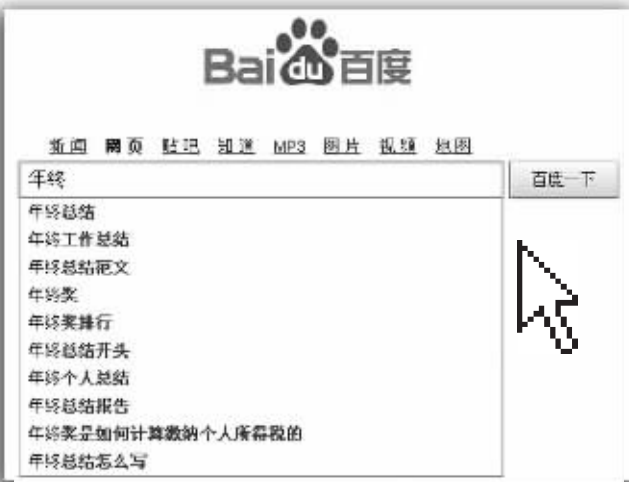 Bai du 百度
新闻 网页 贴吧 知道 MP3 图片 视频 地图
年终 百度一下
年终总结
年终工作总结
年终总结范文
年终奖
年终奖排行
年终总结开头
年终个人总结
年终总结报告
年终奖是如何计算缴纳个人所得税的
年终总结怎么写